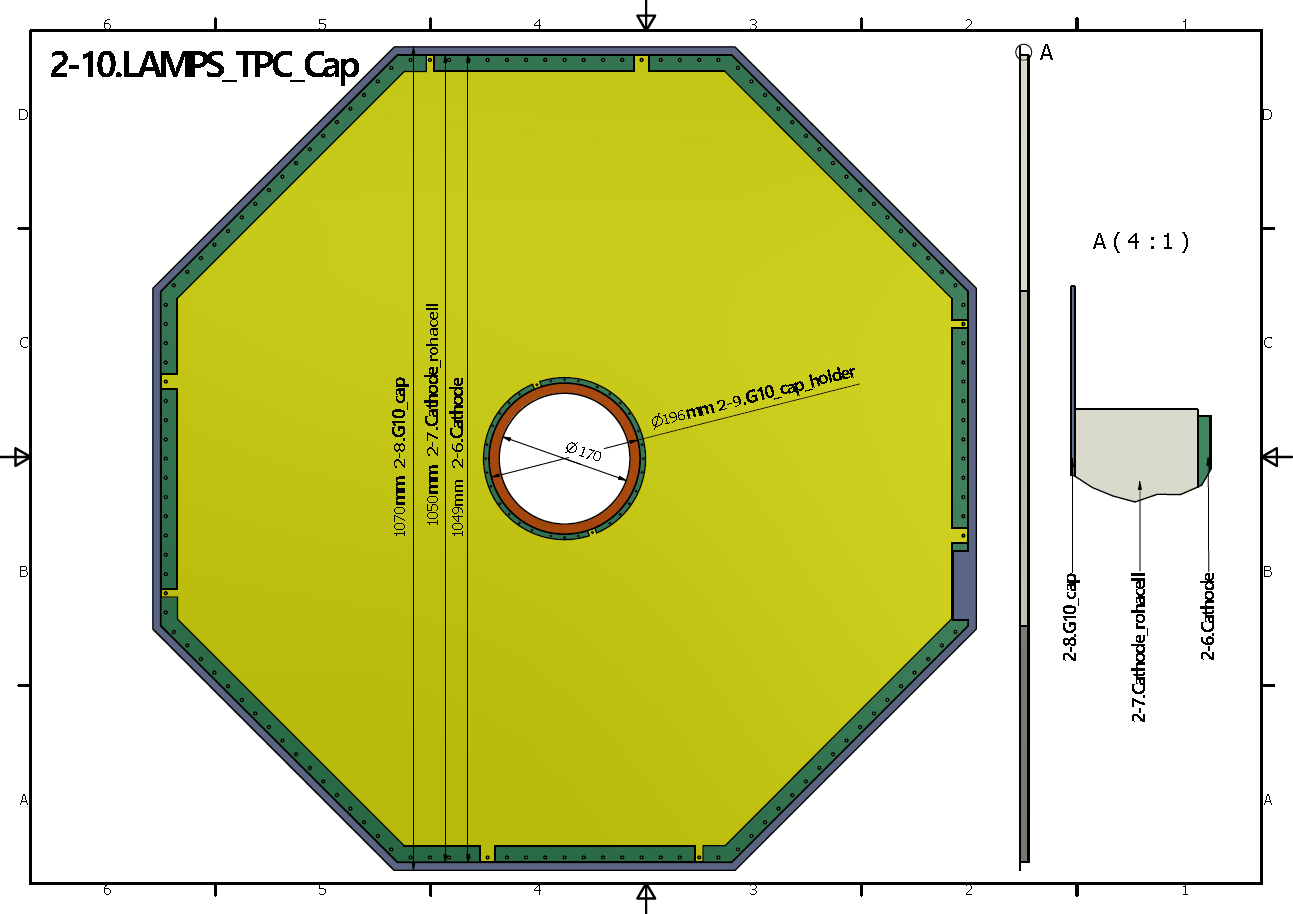 6 5 4 3 2 1
2-10.LAMPS_TPC_Cap
A
D D
A ( 4 : 1 )
C C
1070mm 2-8.G10_cap
1050mm 2-7.Cathode_rohacell
1049mm 2-6.Cathode
Ø196mm 2-9.G10_cap_holder
Ø170
B B
2-8.G10_cap
2-7.Cathode_rohacell
2-6.Cathode
A A
6 5 4 3 2 1